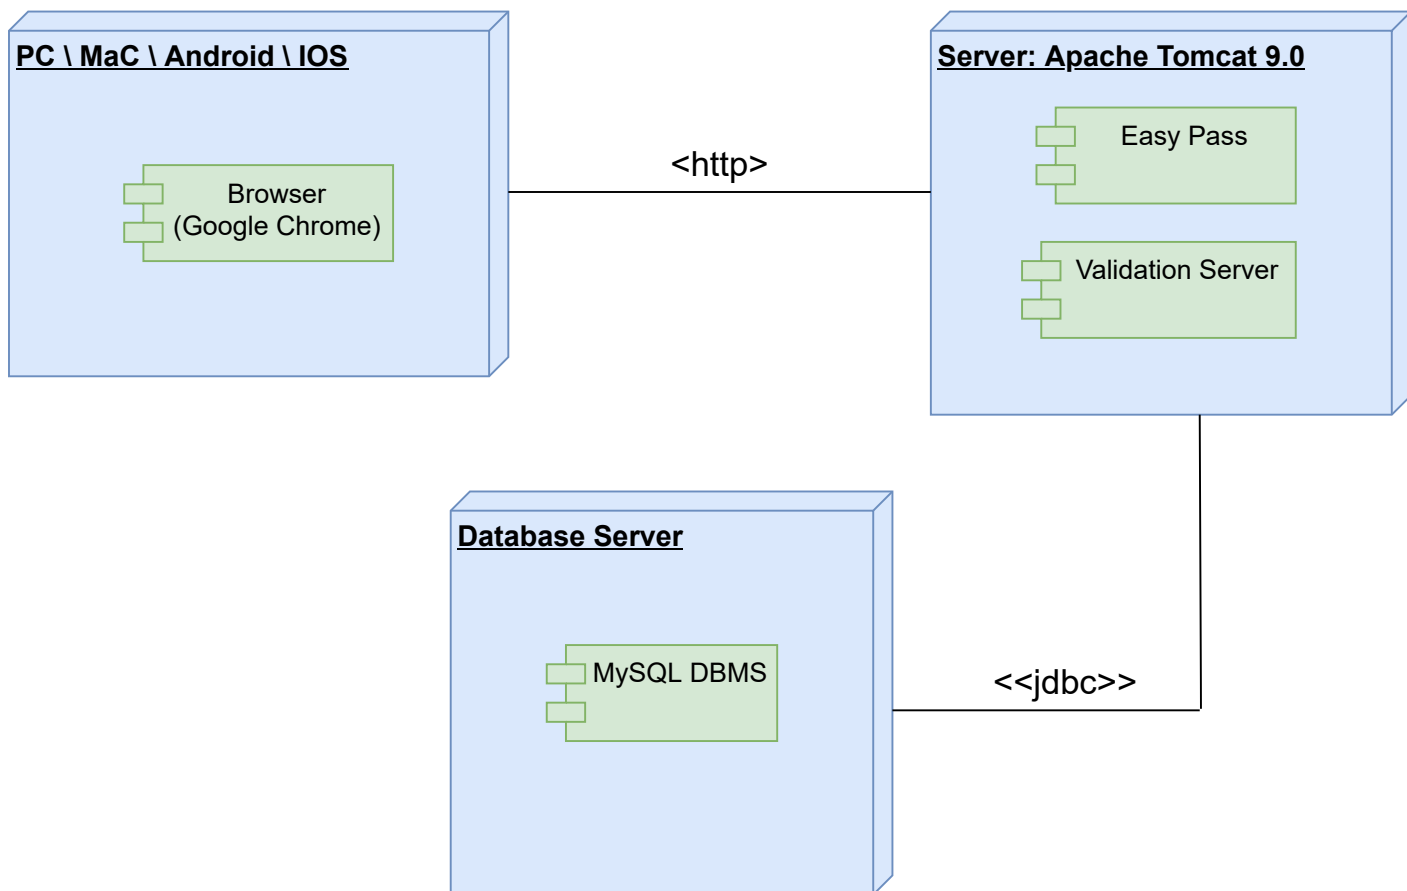 PC \ MaC \ Android \ IOS
Browser
(Google Chrome)
<http>
Server: Apache Tomcat 9.0
Easy Pass
Validation Server
Database Server
MySQL DBMS
<<jdbc>>